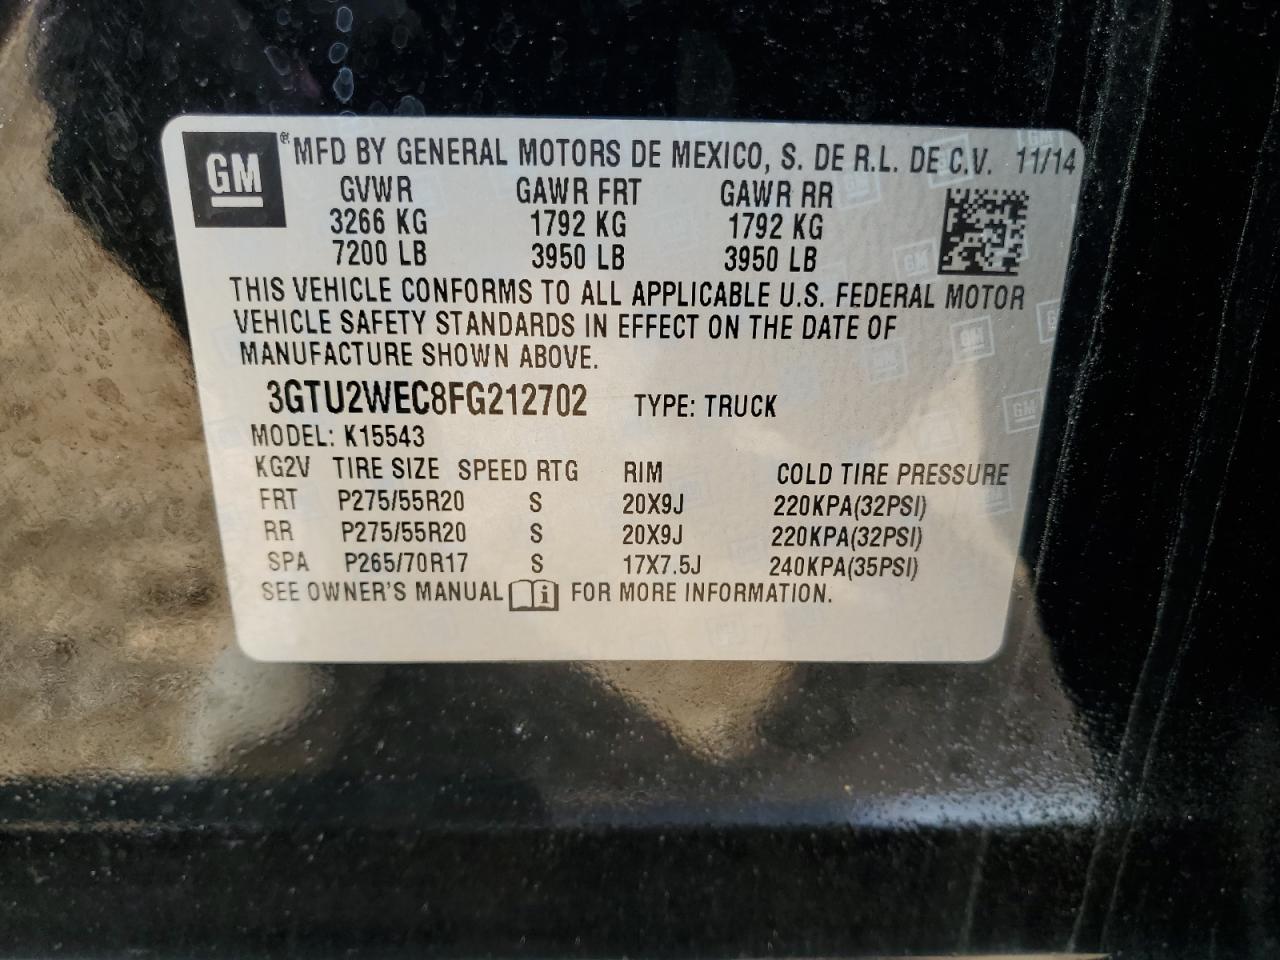 GM ® MFD BY GENERAL MOTORS DE MEXICO, S. DE R.L. DE C.V. 11/14
GVWR GAWR FRT GAWR RR
3266 KG 1792 KG 1792 KG
7200 LB 3950 LB 3950 LB
THIS VEHICLE CONFORMS TO ALL APPLICABLE U.S. FEDERAL MOTOR
VEHICLE SAFETY STANDARDS IN EFFECT ON THE DATE OF
MANUFACTURE SHOWN ABOVE.
3GTU2WEC8FG212702 TYPE: TRUCK
MODEL: K15543
KG2V TIRE SIZE SPEED RTG RIM COLD TIRE PRESSURE
FRT P275/55R20 S 20X9J 220KPA(32PSI)
RR P275/55R20 S 20X9J 220KPA(32PSI)
SPA P265/70R17 S 17X7.5J 240KPA(35PSI)
SEE OWNER'S MANUAL i FOR MORE INFORMATION.